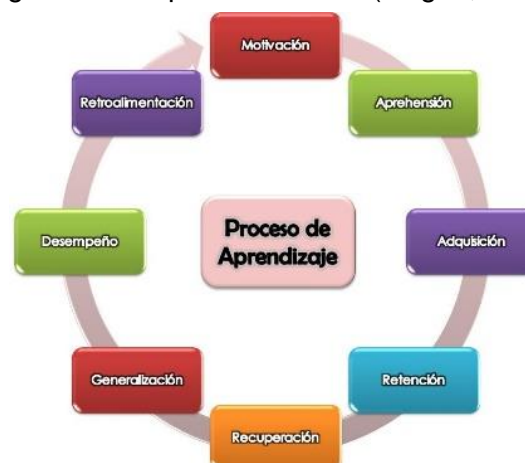 Motivación
Aprehensión
Adquisición
Retención
Recuperación
Generalización
Desempeño
Retroalimentación
Proceso de
Aprendizaje